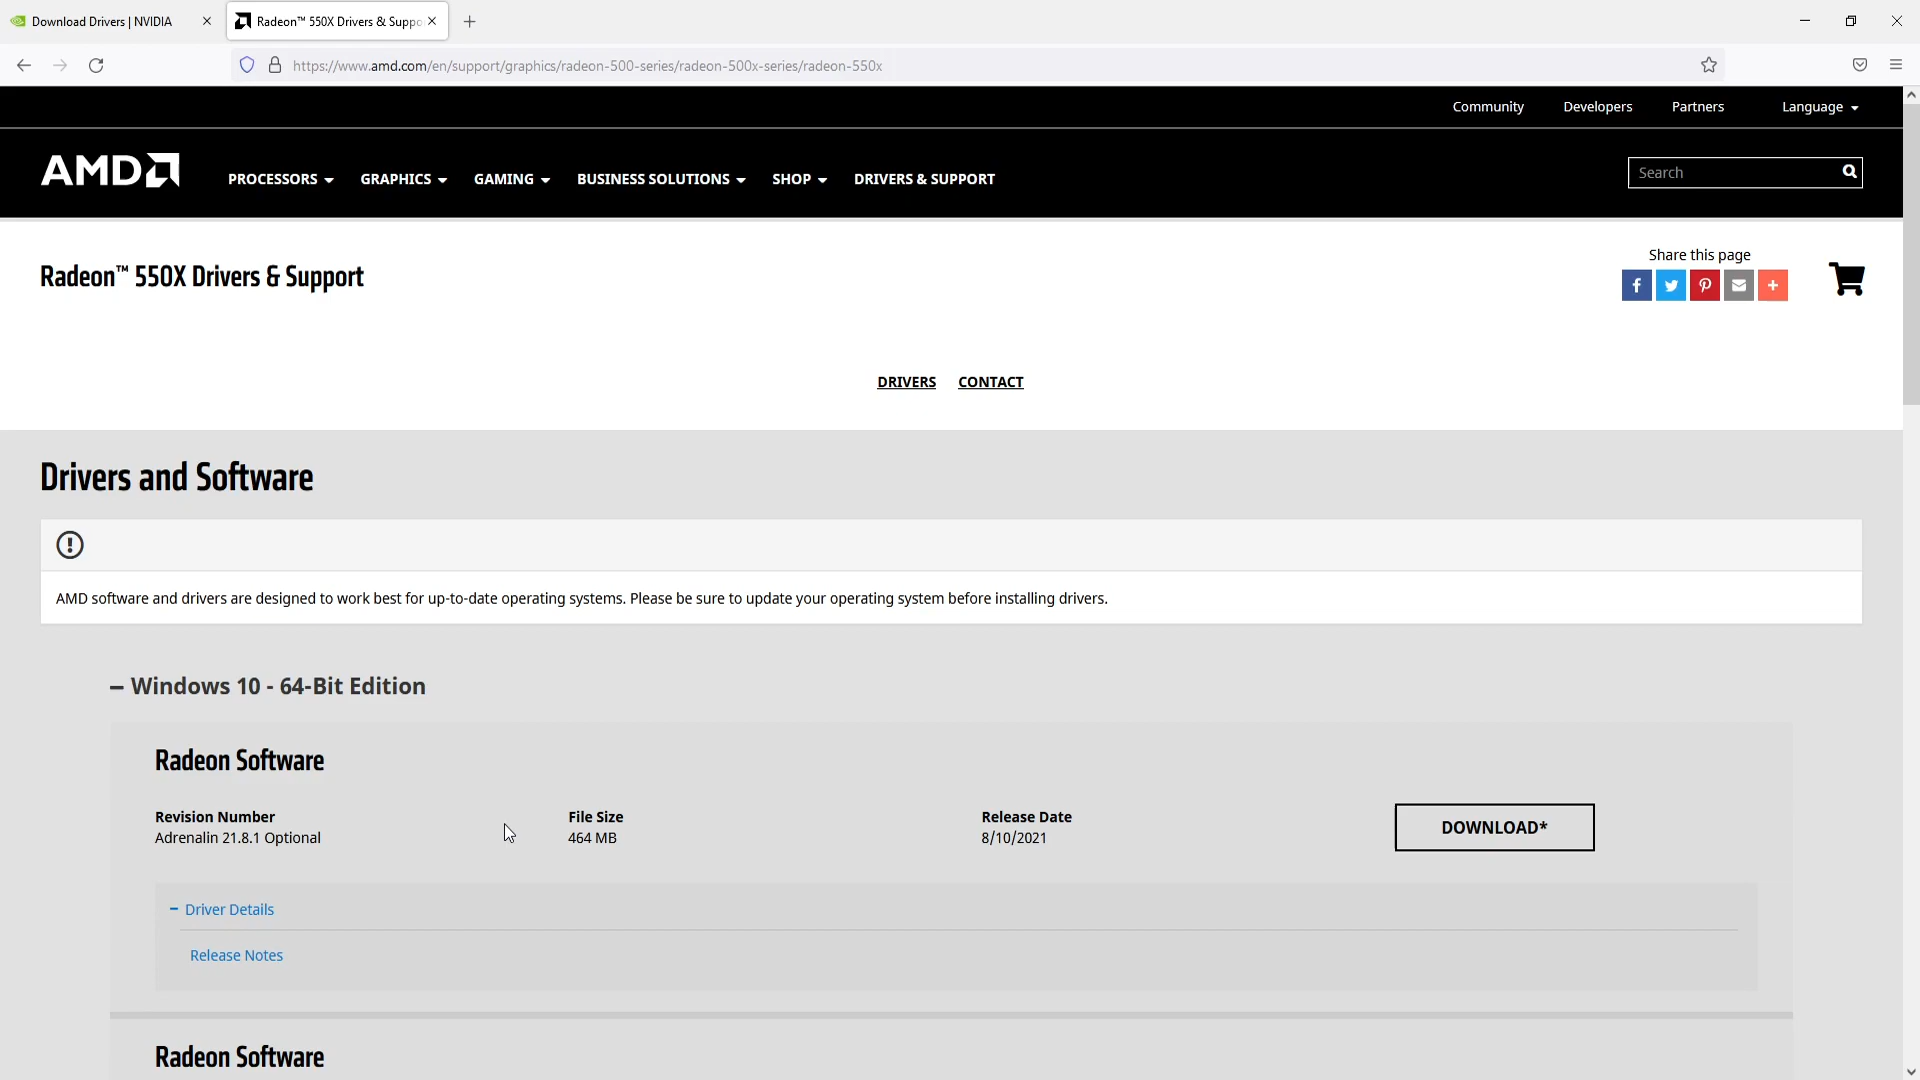 Download Drivers | NVIDIA
Radeon™ 550X Drivers & Suppo
https://www.amd.com/en/support/graphics/radeon-500-series/radeon-500x-series/radeon-550x
Community Developers Partners Language
AMD
PROCESSORS GRAPHICS GAMING BUSINESS SOLUTIONS SHOP DRIVERS & SUPPORT
Search
Radeon™ 550X Drivers & Support
Share this page
DRIVERS CONTACT
Drivers and Software
AMD software and drivers are designed to work best for up-to-date operating systems. Please be sure to update your operating system before installing drivers.
Windows 10 - 64-Bit Edition
Radeon Software
Revision Number File Size Release Date
Adrenalin 21.8.1 Optional 464 MB 8/10/2021
DOWNLOAD*
Driver Details
Release Notes
Radeon Software